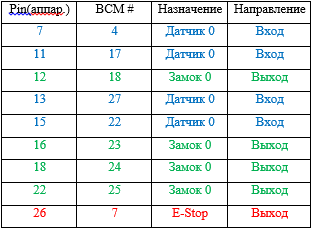 Pin(аппар.) BCM # Назначение Направление
7 4 Датчик 0 Вход
11 17 Датчик 0 Вход
12 18 Замок 0 Выход
13 27 Датчик 0 Вход
15 22 Датчик 0 Вход
16 23 Замок 0 Выход
18 24 Замок 0 Выход
22 25 Замок 0 Выход
26 7 E-Stop Выход